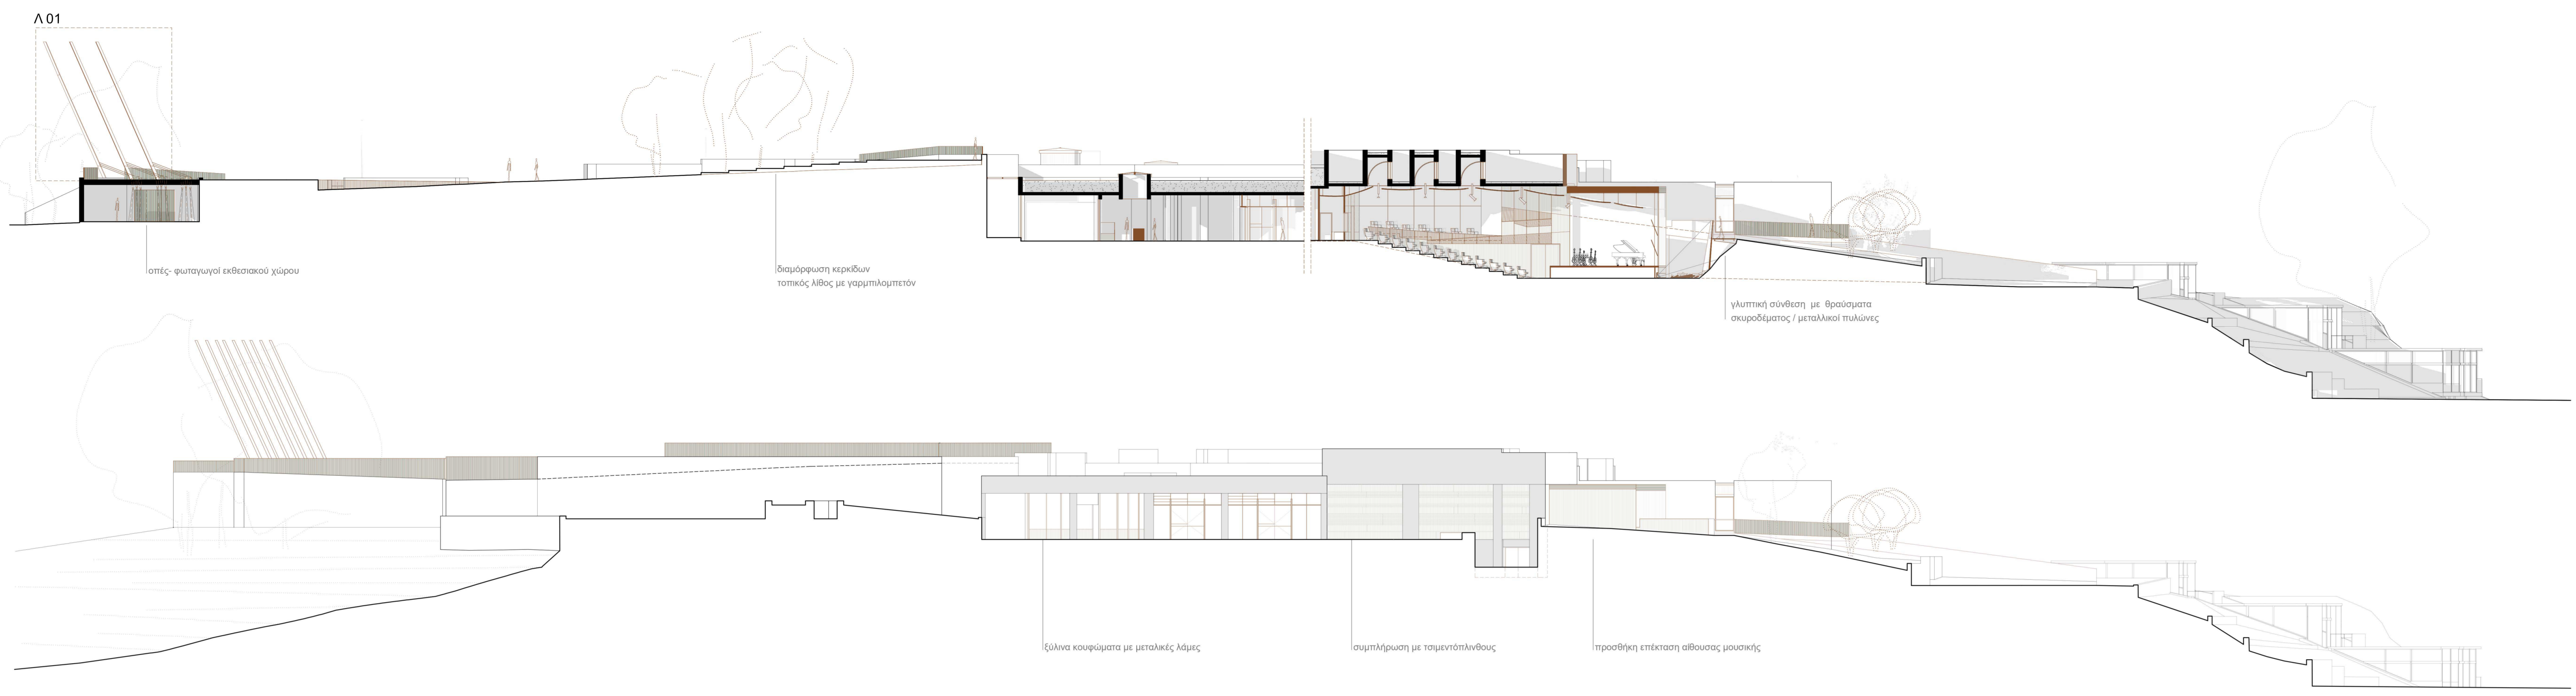 Λ 01
οπές- φωταγωγοί εκθεσιακού χώρου
διαμόρφωση κερκίδων
τοπικός λίθος με γαρμπιλομπετόν
γλυπτική σύνθεση με θραύσματα
σκυροδέματος / μεταλλικοί πυλώνες
ξύλινα κουφώματα με μεταλικές λάμες
συμπλήρωση με τσιμεντόπλινθους
προσθήκη επέκταση αίθουσας μουσικής